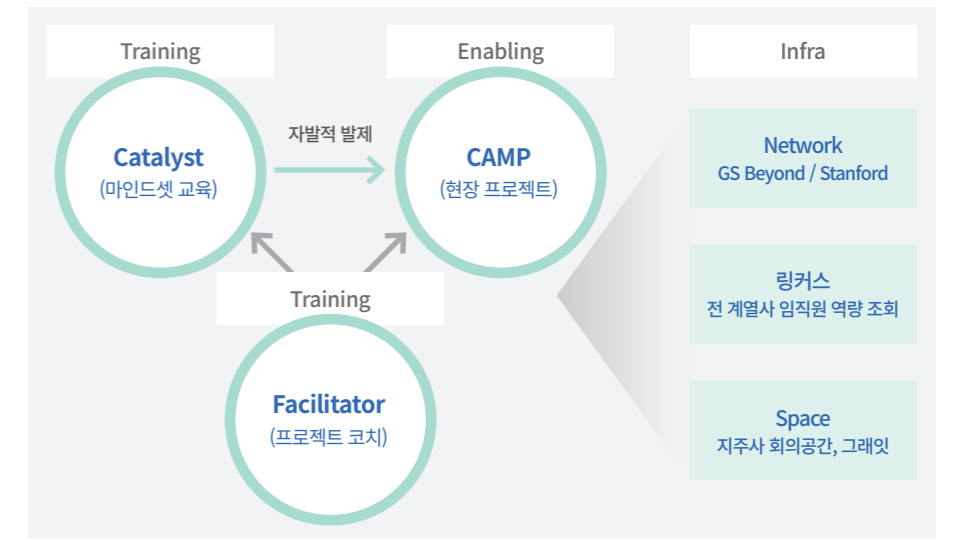 Training
Catalyst
(마인드셋 교육)
자발적 발제
Enabling
CAMP
(현장 프로젝트)
Training
Facilitator
(프로젝트 코치)
Infra
Network
GS Beyond / Stanford
링커스
전 계열사 임직원 역량 조회
Space
지주사 회의공간, 그래잇